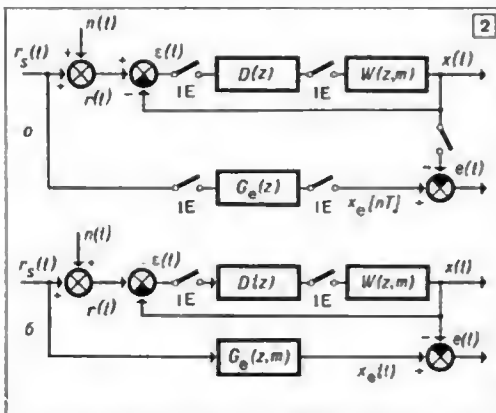 2
n(t)
r_s(t) + + ε(t) x(t)
D(z) W(z,m)
r(t) − IE IE
а
− e(t)
G_e(z)
IE IE x_e[nT] +
n(t)
r_s(t) + + ε(t) x(t)
D(z) W(z,m)
r(t) − IE IE
б
− e(t)
G_e(z,m)
x_e(t) +